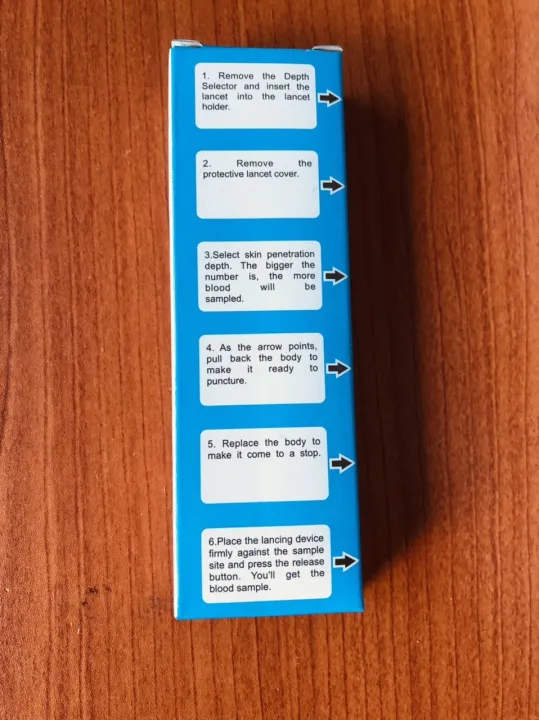 1. Remove the Depth
Selector and insert the
lancet into the lancet
holder.
2. Remove the
protective lancet cover.
3.Select skin penetration
depth. The bigger the
number is, the more
blood will be
sampled.
4. As the arrow points,
pull back the body to
make it ready to
puncture.
5. Replace the body to
make it come to a stop.
6.Place the lancing device
firmly against the sample
site and press the release
button. You'll get the
blood sample.